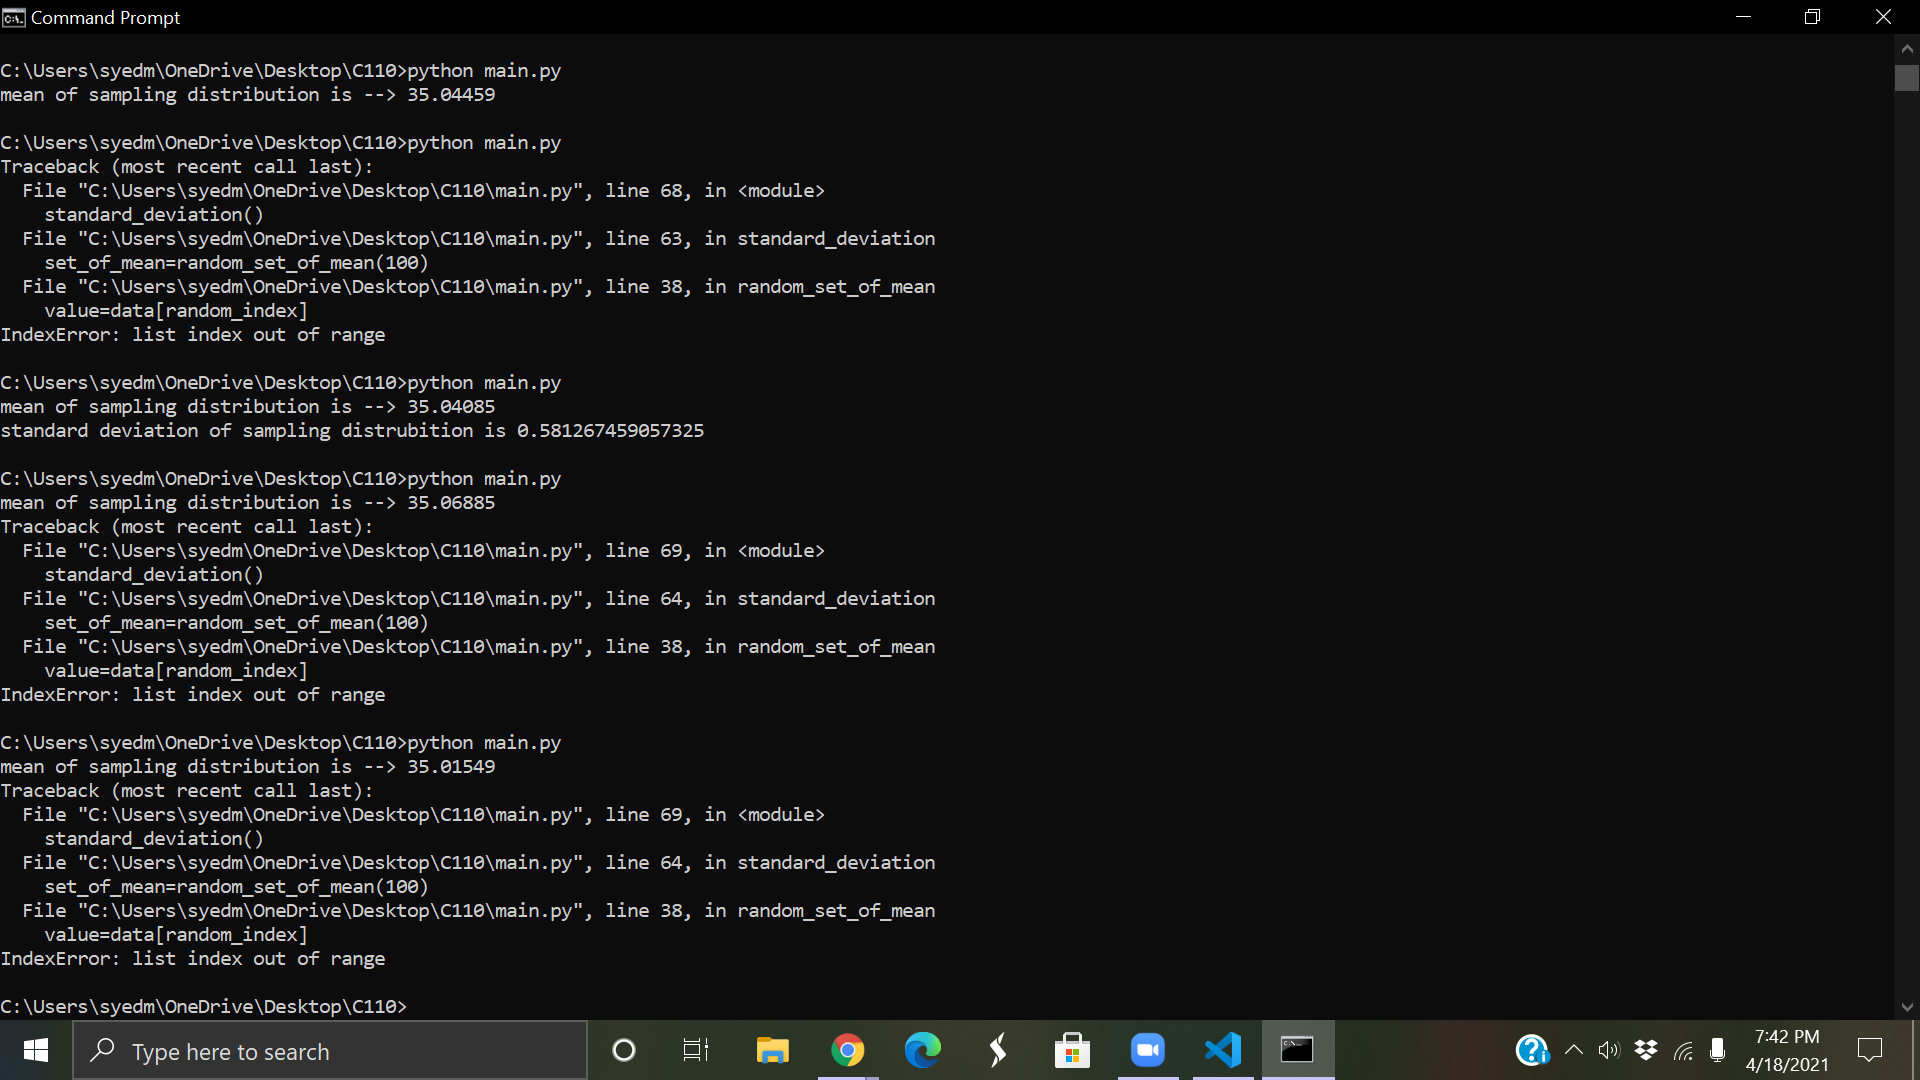 Command Prompt
C:\Users\syedm\OneDrive\Desktop\C110>python main.py
mean of sampling distribution is --> 35.04459
C:\Users\syedm\OneDrive\Desktop\C110>python main.py
Traceback (most recent call last):
  File "C:\Users\syedm\OneDrive\Desktop\C110\main.py", line 68, in <module>
    standard_deviation()
  File "C:\Users\syedm\OneDrive\Desktop\C110\main.py", line 63, in standard_deviation
    set_of_mean=random_set_of_mean(100)
  File "C:\Users\syedm\OneDrive\Desktop\C110\main.py", line 38, in random_set_of_mean
    value=data[random_index]
IndexError: list index out of range
C:\Users\syedm\OneDrive\Desktop\C110>python main.py
mean of sampling distribution is --> 35.04085
standard deviation of sampling distrubition is 0.581267459057325
C:\Users\syedm\OneDrive\Desktop\C110>python main.py
mean of sampling distribution is --> 35.06885
Traceback (most recent call last):
  File "C:\Users\syedm\OneDrive\Desktop\C110\main.py", line 69, in <module>
    standard_deviation()
  File "C:\Users\syedm\OneDrive\Desktop\C110\main.py", line 64, in standard_deviation
    set_of_mean=random_set_of_mean(100)
  File "C:\Users\syedm\OneDrive\Desktop\C110\main.py", line 38, in random_set_of_mean
    value=data[random_index]
IndexError: list index out of range
C:\Users\syedm\OneDrive\Desktop\C110>python main.py
mean of sampling distribution is --> 35.01549
Traceback (most recent call last):
  File "C:\Users\syedm\OneDrive\Desktop\C110\main.py", line 69, in <module>
    standard_deviation()
  File "C:\Users\syedm\OneDrive\Desktop\C110\main.py", line 64, in standard_deviation
    set_of_mean=random_set_of_mean(100)
  File "C:\Users\syedm\OneDrive\Desktop\C110\main.py", line 38, in random_set_of_mean
    value=data[random_index]
IndexError: list index out of range
C:\Users\syedm\OneDrive\Desktop\C110>
Type here to search
7:42 PM
4/18/2021